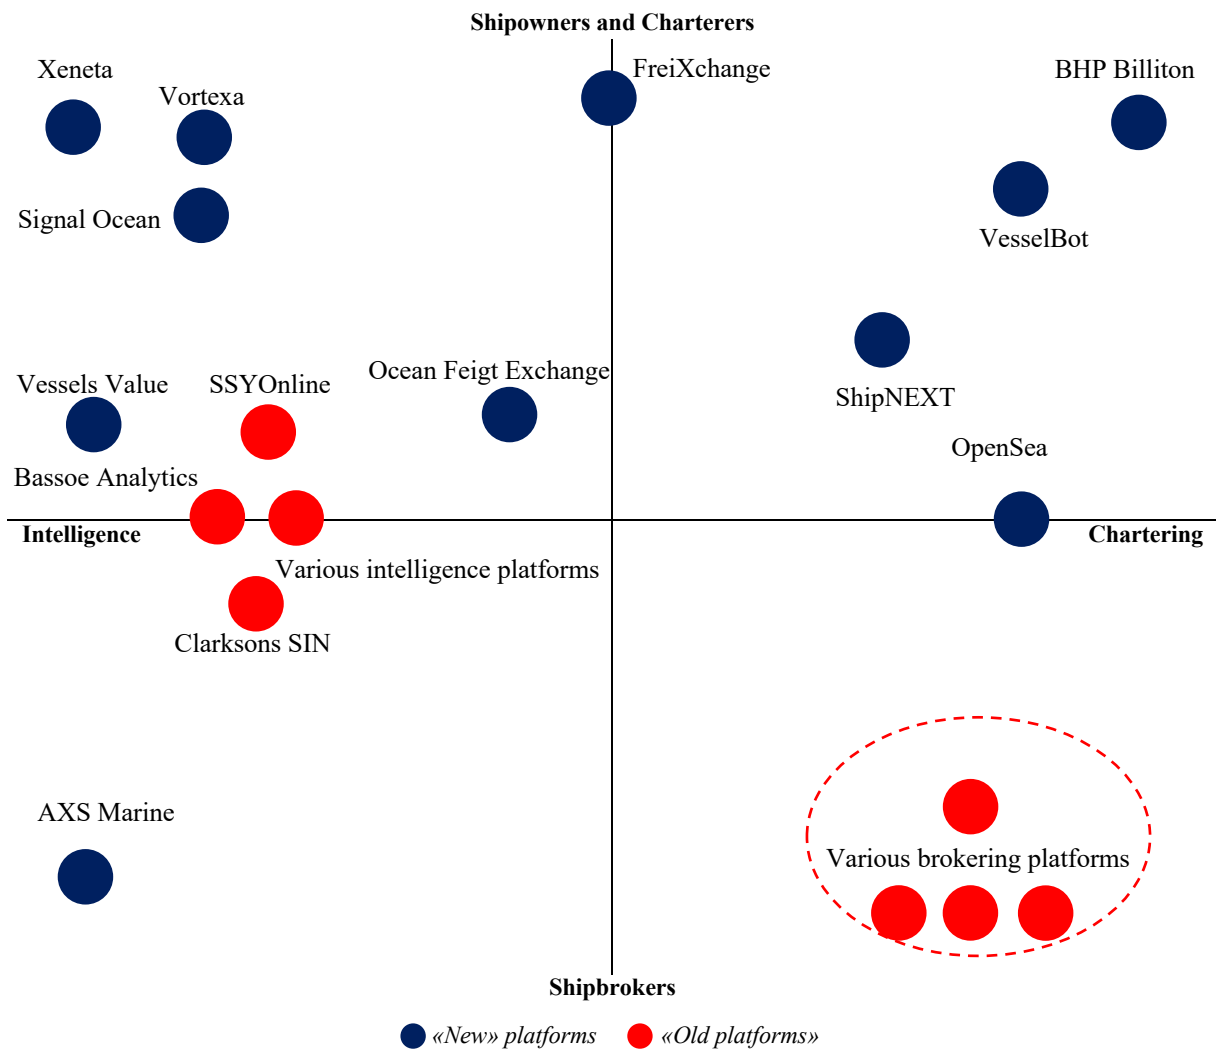 Shipowners and Charterers
Xeneta
FreiXchange
BHP Billiton
Vortexa
Signal Ocean
VesselBot
Ocean Feigt Exchange
Vessels Value
SSYOnline
ShipNEXT
OpenSea
Bassoe Analytics
Intelligence
Chartering
Various intelligence platforms
Clarksons SIN
AXS Marine
Various brokering platforms
Shipbrokers
«New» platforms
«Old platforms»